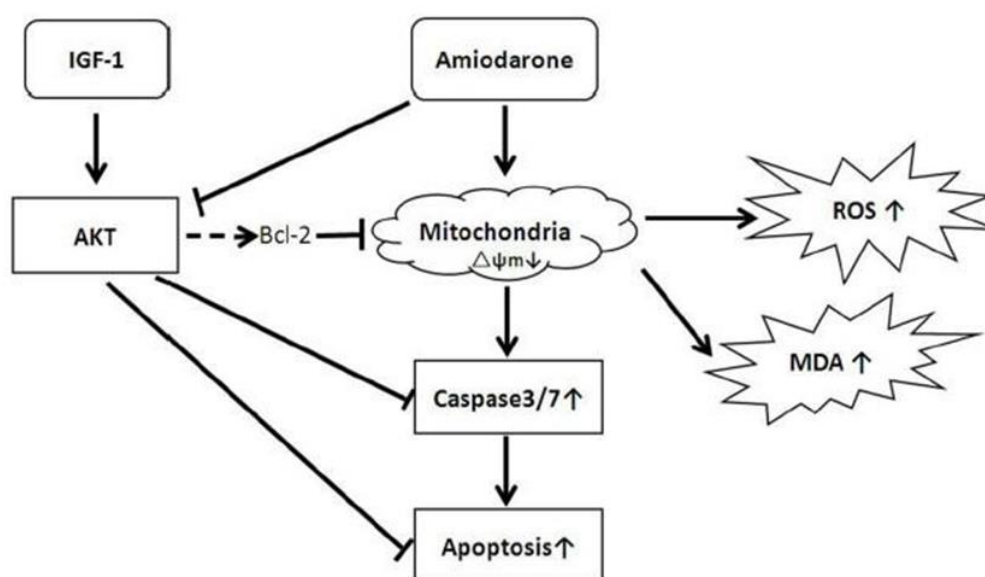 IGF-1
Amiodarone
AKT
Bcl-2
Mitochondria
△ψm↓
ROS ↑
MDA ↑
Caspase3/7↑
Apoptosis↑